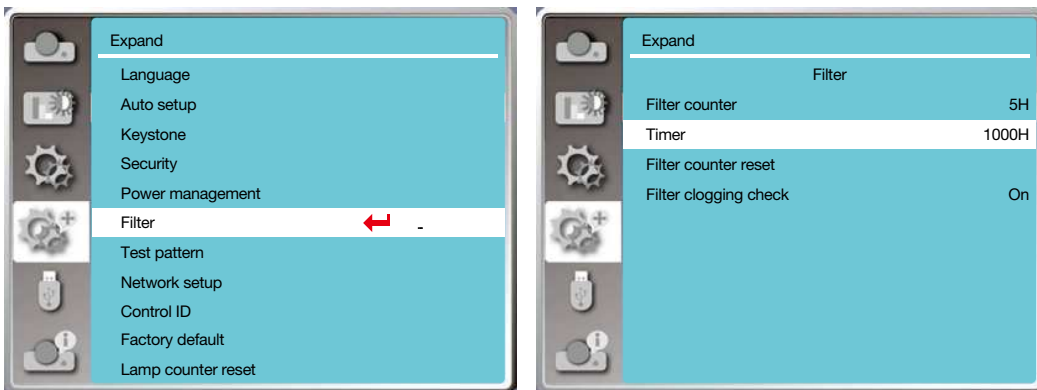 Expand
Language
Auto setup
Keystone
Security
Power management
Filter -
Test pattern
Network setup
Control ID
Factory default
Lamp counter reset
Expand
Filter
Filter counter 5H
Timer 1000H
Filter counter reset
Filter clogging check On